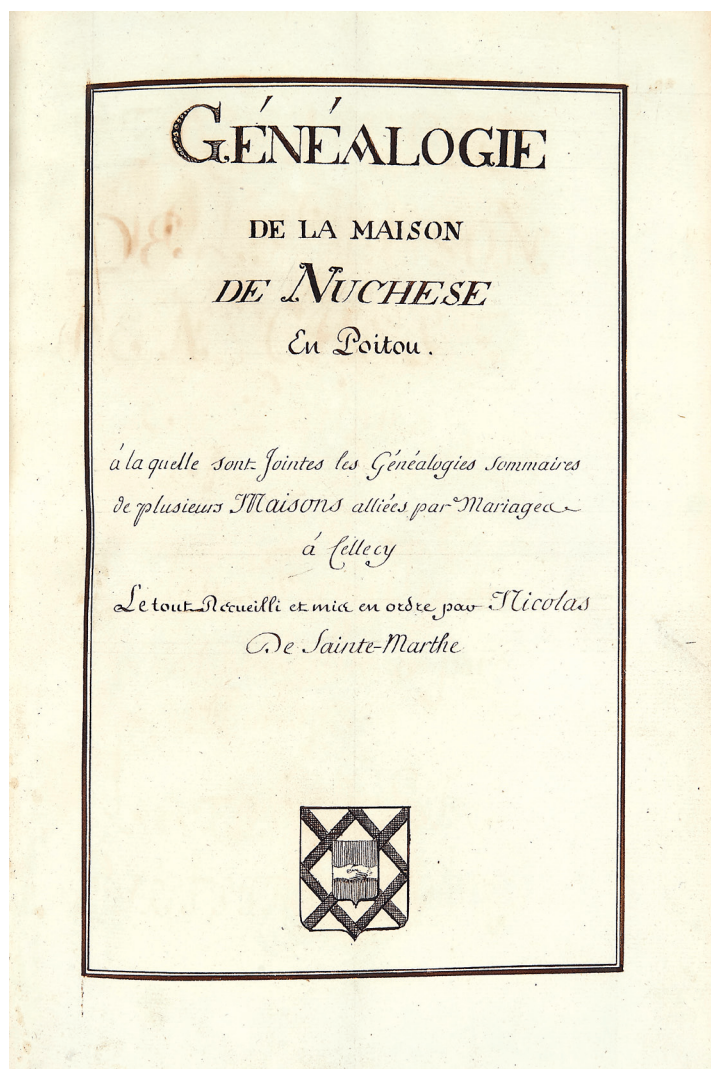 GÉNÉALOGIE
DE LA MAISON
DE NUCHESE
En Poitou.
á la quelle sont Jointes les Généalogies sommaires
de plusieurs Maisons alliées par Mariages
á Cellecy
Le tout Recueilli et mis en ordre par Nicolas
De Sainte-Marthe